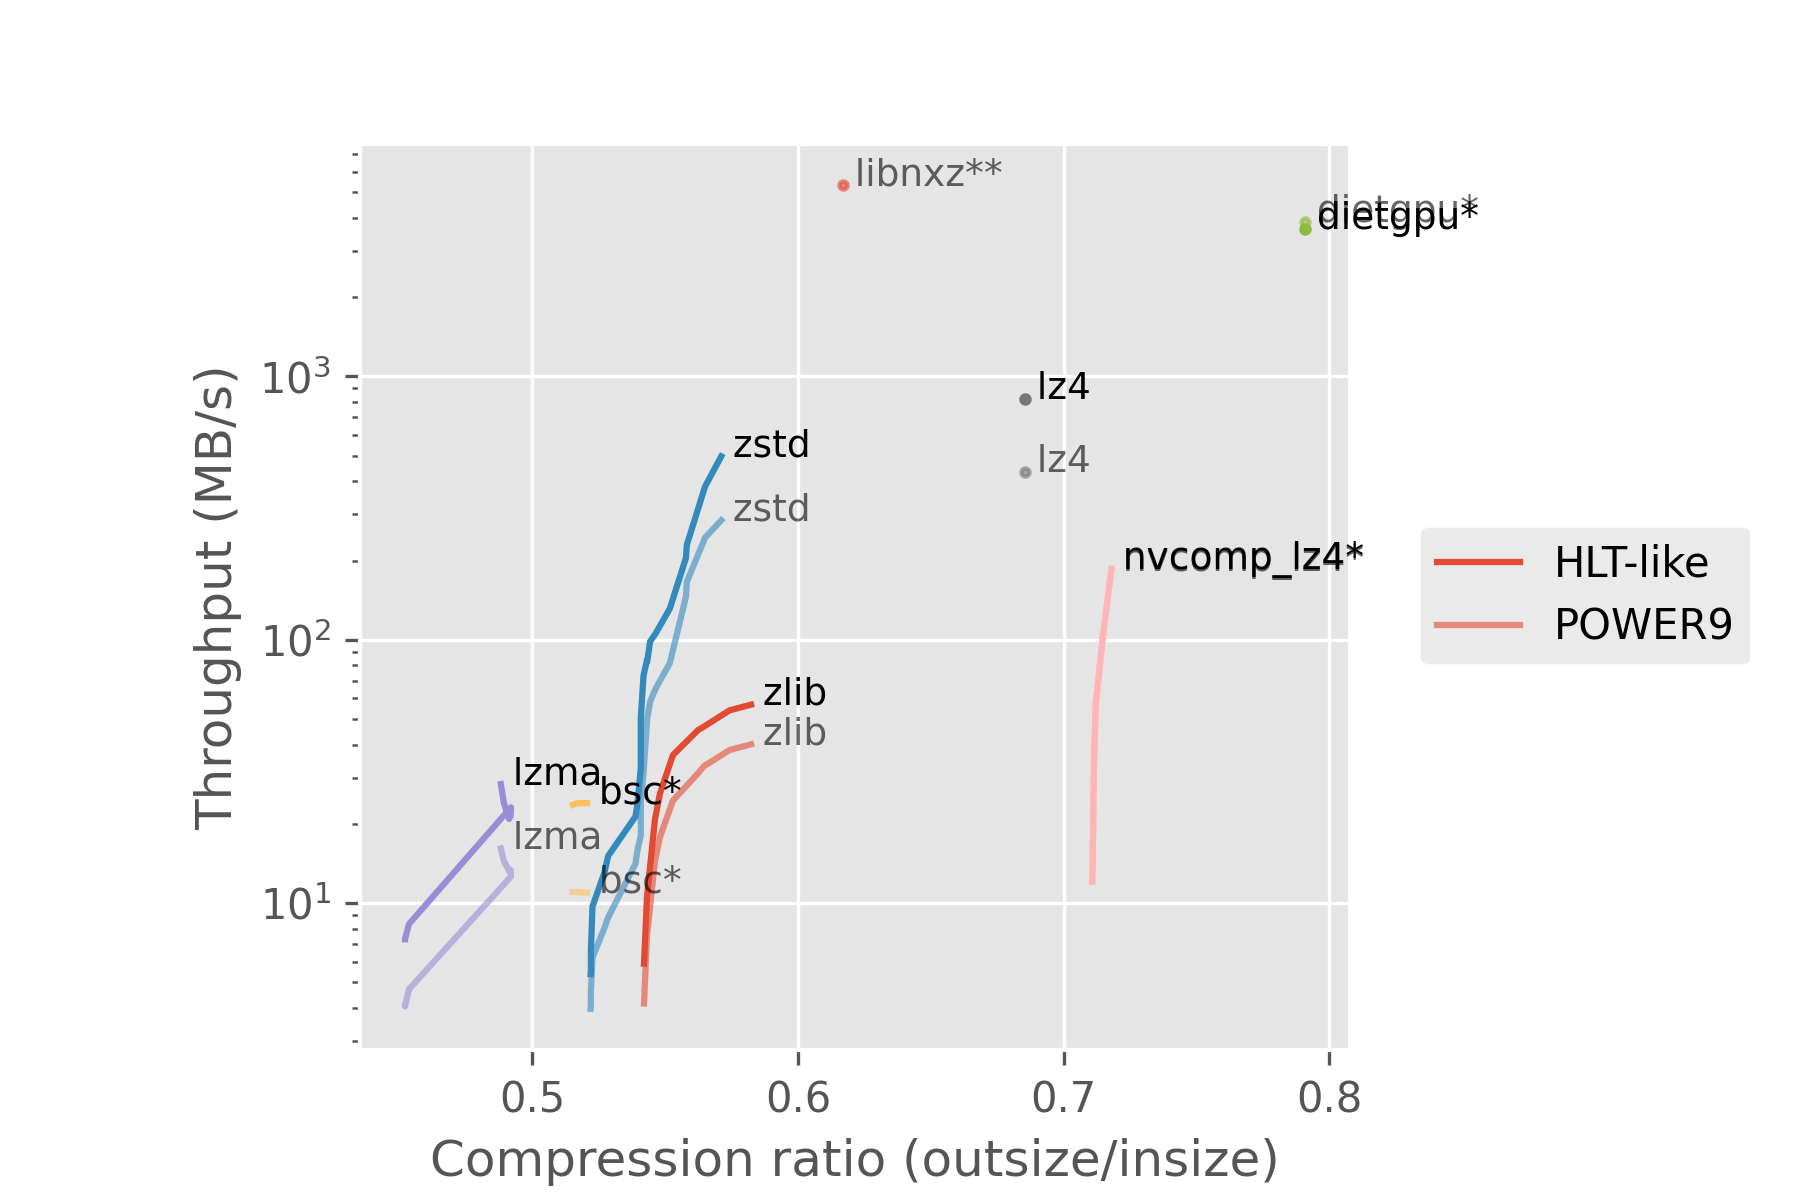 libnxz**
dietgpu*
dietgpu*
lz4
lz4
zstd
zstd
nvcomp_lz4*
nvcomp_lz4*
zlib
zlib
lzma
bsc*
lzma
bsc*
10³
10²
10¹
Throughput (MB/s)
0.5 0.6 0.7 0.8
Compression ratio (outsize/insize)
HLT-like
POWER9